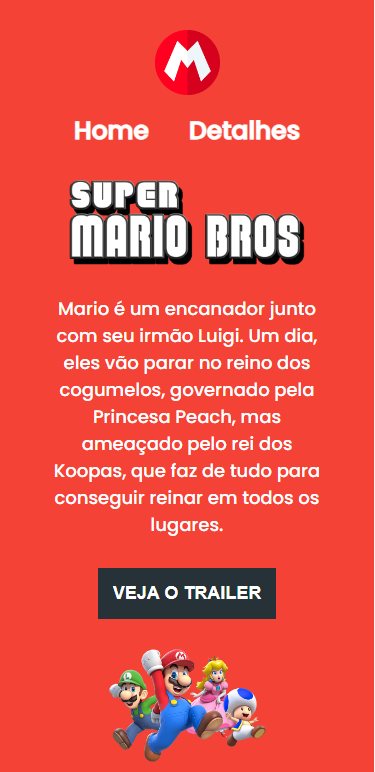 M
Home Detalhes
SUPER
MARIO BROS
Mario é um encanador junto
com seu irmão Luigi. Um dia,
eles vão parar no reino dos
cogumelos, governado pela
Princesa Peach, mas
ameaçado pelo rei dos
Koopas, que faz de tudo para
conseguir reinar em todos os
lugares.
VEJA O TRAILER